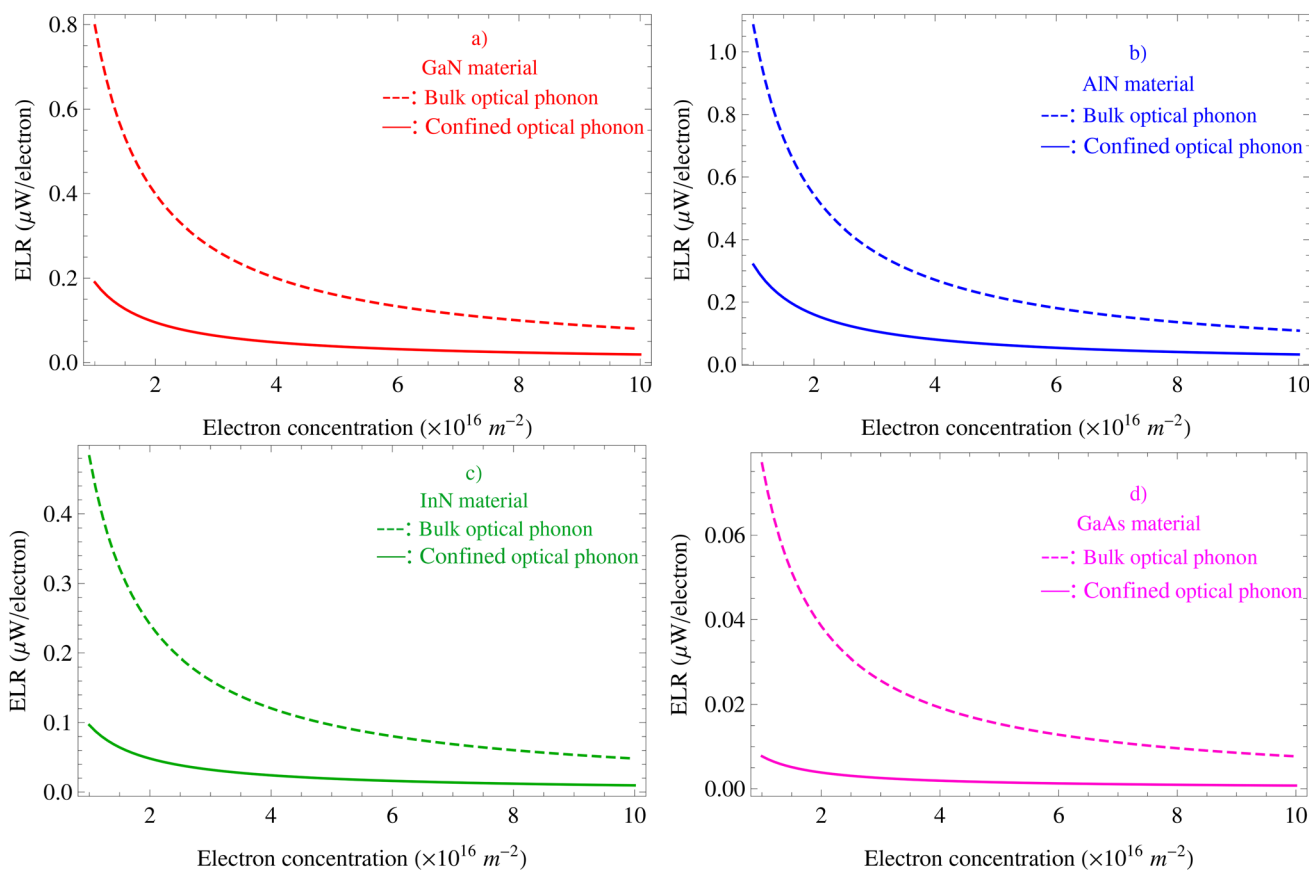 a)
GaN material
: Bulk optical phonon
: Confined optical phonon
ELR (μW/electron)
0.8
0.6
0.4
0.2
0.0
2 4 6 8 10
Electron concentration (×10¹⁶ m⁻²)
b)
AlN material
: Bulk optical phonon
: Confined optical phonon
ELR (μW/electron)
1.0
0.8
0.6
0.4
0.2
0.0
2 4 6 8 10
Electron concentration (×10¹⁶ m⁻²)
c)
InN material
: Bulk optical phonon
: Confined optical phonon
ELR (μW/electron)
0.4
0.3
0.2
0.1
0.0
2 4 6 8 10
Electron concentration (×10¹⁶ m⁻²)
d)
GaAs material
: Bulk optical phonon
: Confined optical phonon
ELR (μW/electron)
0.06
0.04
0.02
0.00
2 4 6 8 10
Electron concentration (×10¹⁶ m⁻²)